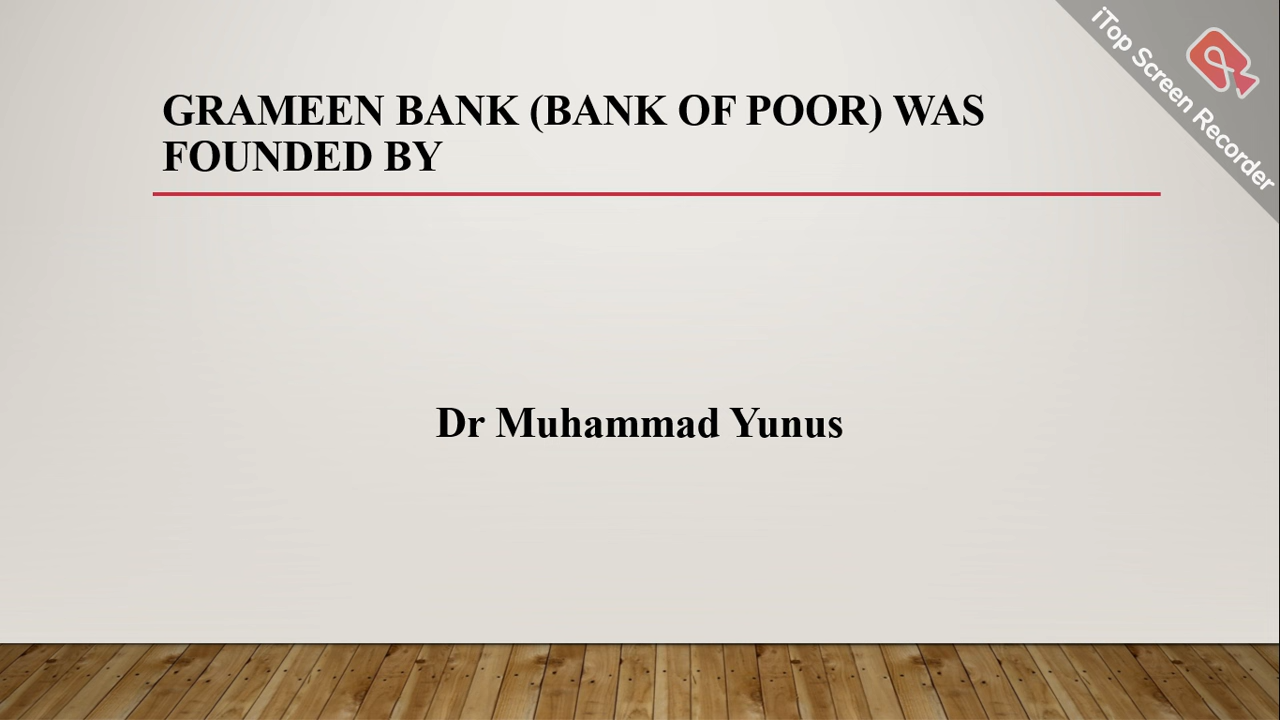 GRAMEEN BANK (BANK OF POOR) WAS
FOUNDED BY
Dr Muhammad Yunus
iTop Screen Recorder